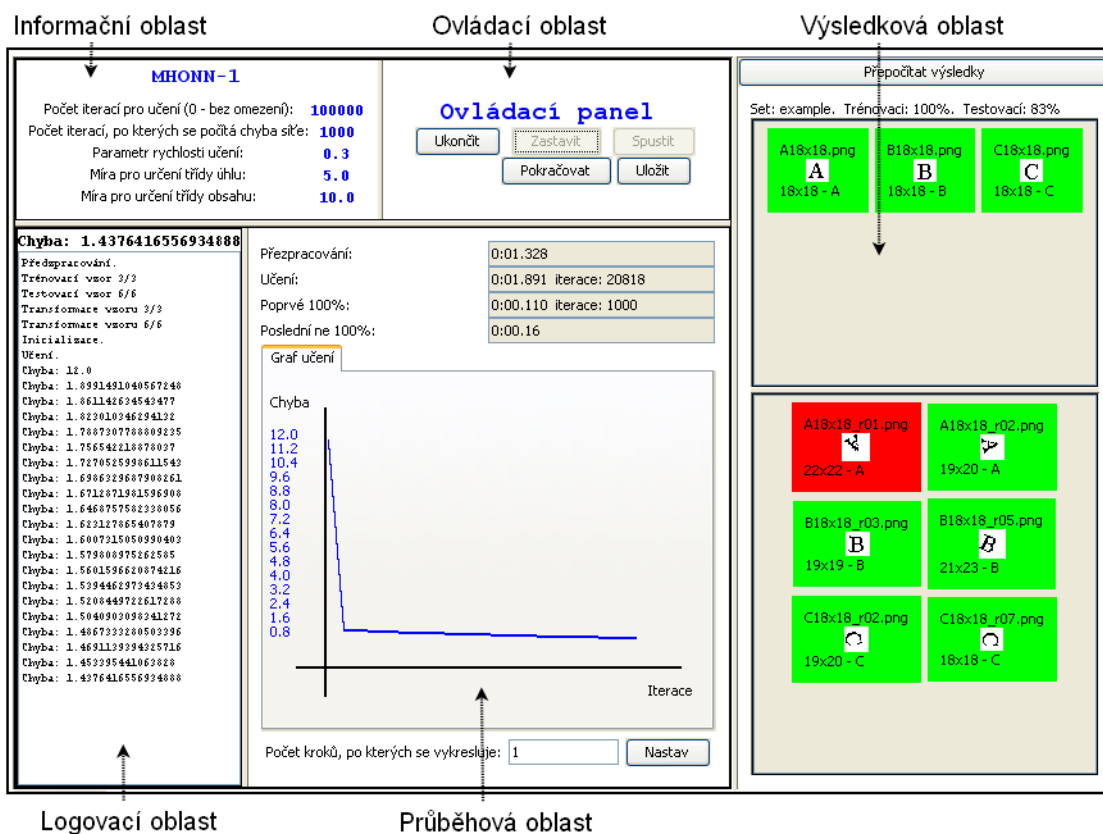 Informační oblast
Ovládací oblast
Výsledková oblast
MHONN-1
Počet iterací pro učení (0 - bez omezení): 100000
Počet iterací, po kterých se počítá chyba sítě: 1000
Parametr rychlosti učení: 0.3
Míra pro určení třídy úhlu: 5.0
Míra pro určení třídy obsahu: 10.0
Ovládací panel
Ukončit
Zastavit
Spustit
Pokračovat
Uložit
Přepočítat výsledky
Set: example. Trénovací: 100%. Testovací: 83%
A18x18.png
A
18x18 - A
B18x18.png
B
18x18 - B
C18x18.png
C
18x18 - C
Chyba: 1.4376416556934888
Předzpracování.
Trénovací vzor 3/3
Testovací vzor 6/6
Transformace vzoru 3/3
Transformace vzoru 6/6
Inicializace.
Učení.
Chyba: 12.0
Chyba: 1.8991491040567248
Chyba: 1.861142634543477
Chyba: 1.823010346294132
Chyba: 1.7887307788809235
Chyba: 1.756542218878037
Chyba: 1.7270525998611543
Chyba: 1.6986329687908261
Chyba: 1.6712871981596908
Chyba: 1.6468757582338056
Chyba: 1.623127865407879
Chyba: 1.6007315050990403
Chyba: 1.579808975262585
Chyba: 1.5601596620874216
Chyba: 1.5394462973434853
Chyba: 1.5208449722617288
Chyba: 1.5040903098341272
Chyba: 1.4867333280503396
Chyba: 1.4691139394325716
Chyba: 1.453395441063828
Chyba: 1.4376416556934888
Přezpracování: 0:01.328
Učení: 0:01.891 iterace: 20818
Poprvé 100%: 0:00.110 iterace: 1000
Poslední ne 100%: 0:00.16
Graf učení
Chyba
12.0
11.2
10.4
9.6
8.8
8.0
7.2
6.4
5.6
4.8
4.0
3.2
2.4
1.6
0.8
Iterace
Počet kroků, po kterých se vykresluje: 1
Nastav
A18x18_r01.png
A
22x22 - A
A18x18_r02.png
A
19x20 - A
B18x18_r03.png
B
19x19 - B
B18x18_r05.png
B
21x23 - B
C18x18_r02.png
C
19x20 - C
C18x18_r07.png
C
18x18 - C
Logovací oblast
Průběhová oblast